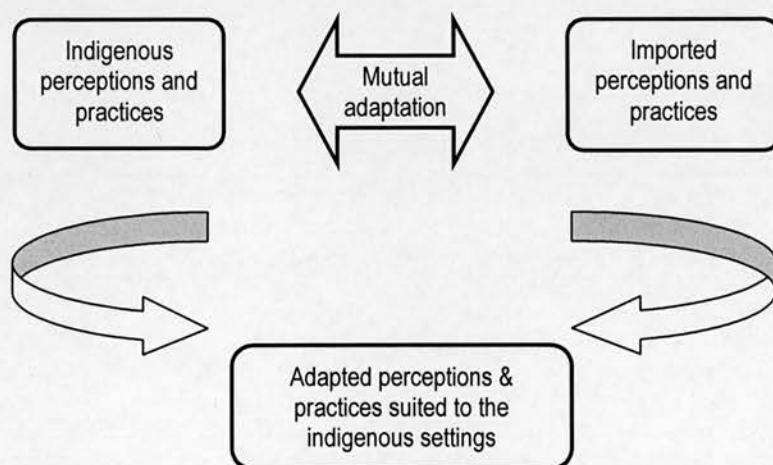 Indigenous
perceptions and
practices
Mutual
adaptation
Imported
perceptions and
practices
Adapted perceptions &
practices suited to the
indigenous settings